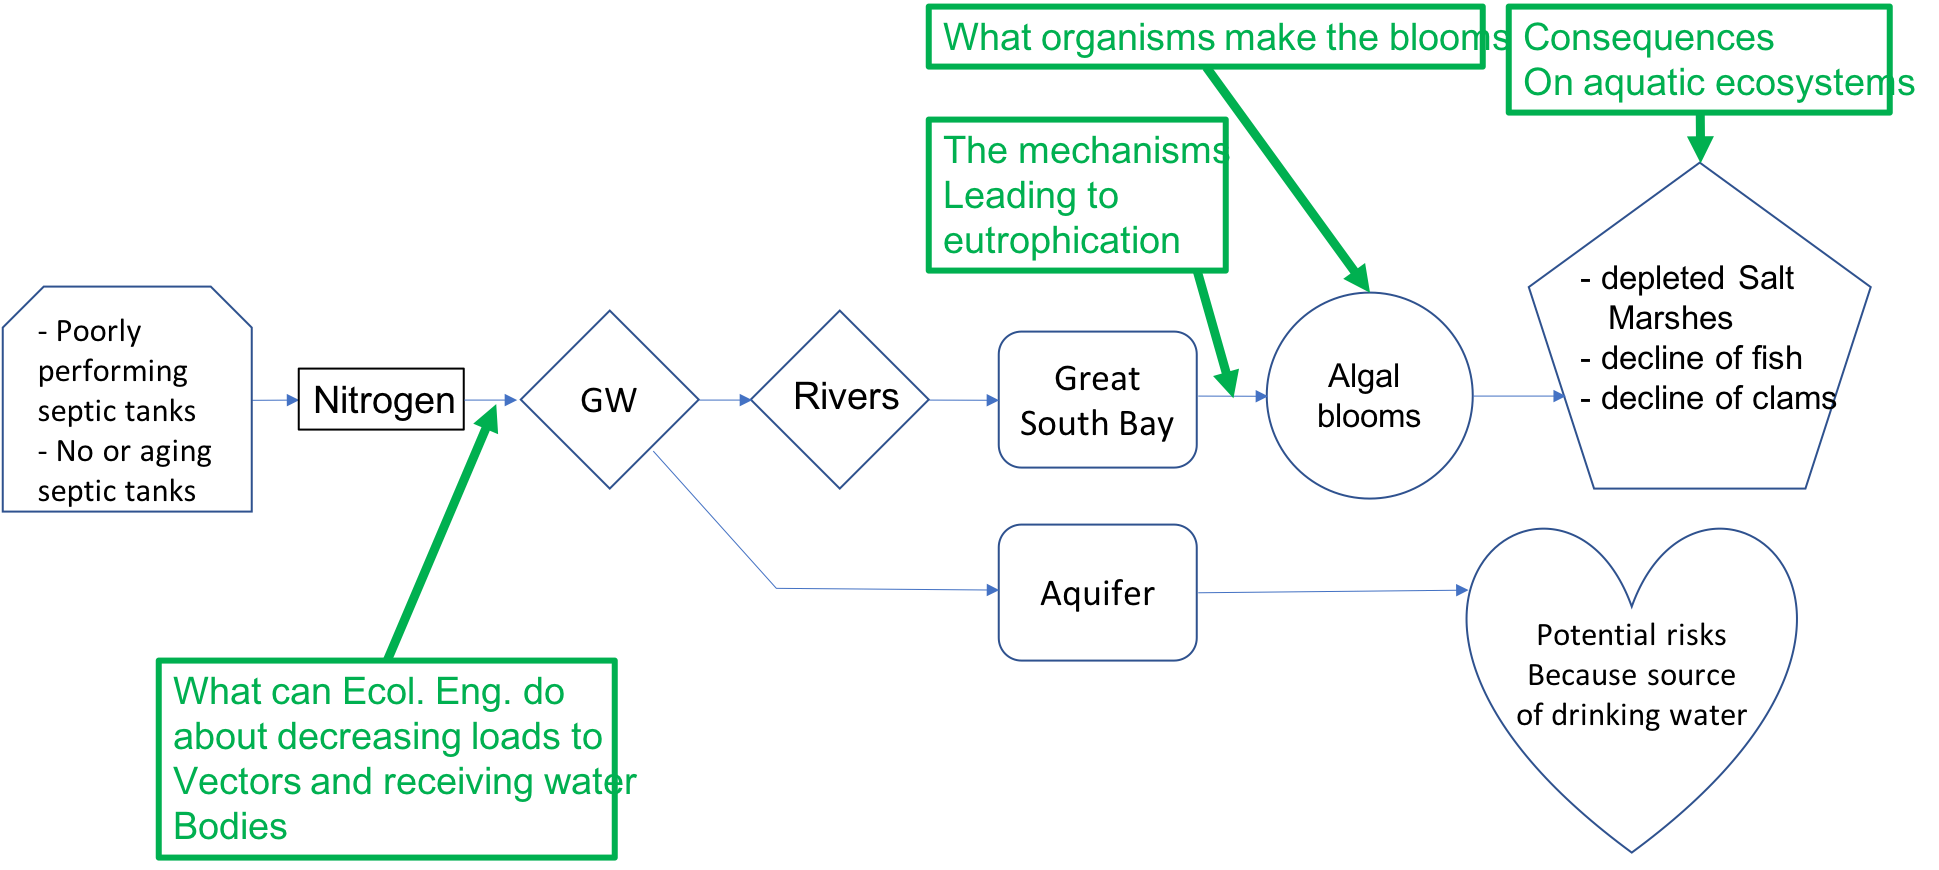 What organisms make the blooms
Consequences
On aquatic ecosystems
The mechanisms
Leading to
eutrophication
- Poorly
performing
septic tanks
- No or aging
septic tanks
Nitrogen
GW
Rivers
Great
South Bay
Algal
blooms
- depleted Salt
Marshes
- decline of fish
- decline of clams
Aquifer
Potential risks
Because source
of drinking water
What can Ecol. Eng. do
about decreasing loads to
Vectors and receiving water
Bodies